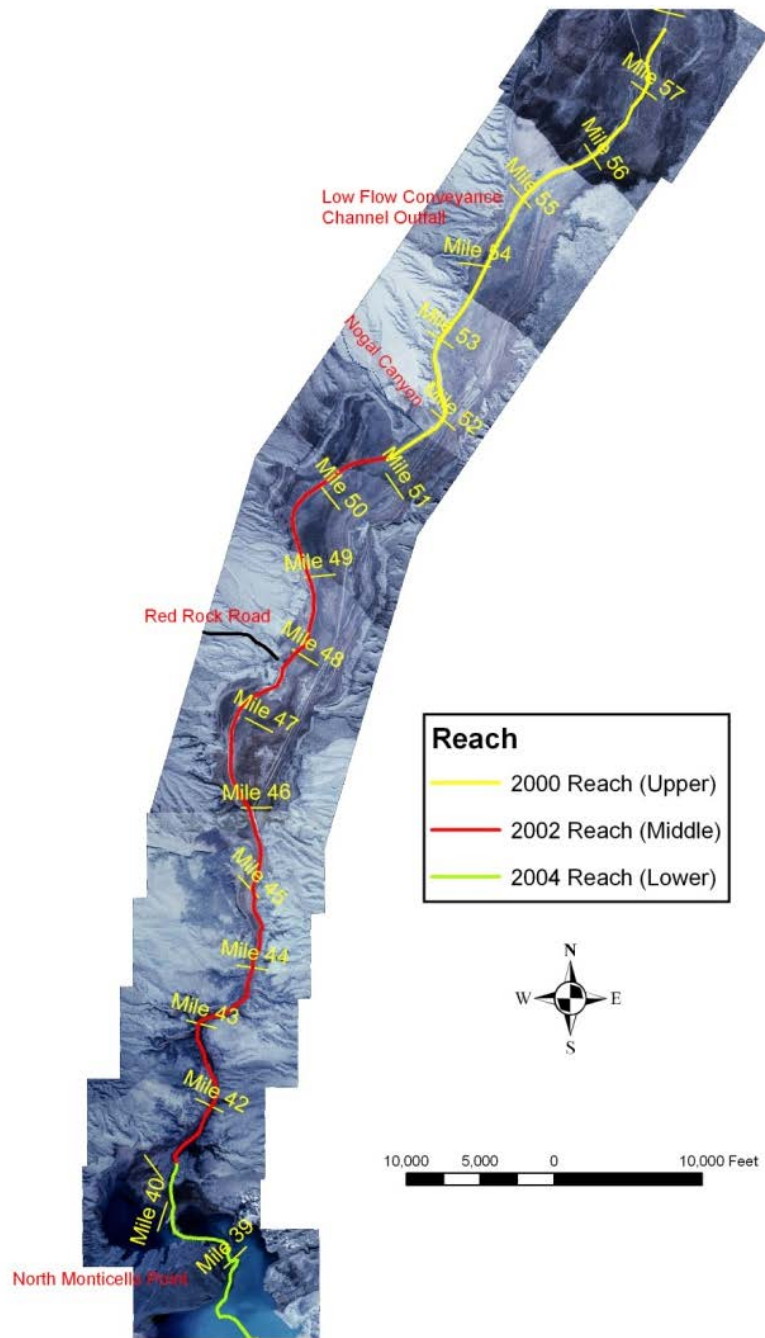 Mile 57
Mile 56
Mile 55
Low Flow Conveyance
Channel Outfall
Mile 54
Mile 53
Nogal Canyon
Mile 52
Mile 51
Mile 50
Mile 49
Red Rock Road
Mile 48
Mile 47
Mile 46
Mile 45
Mile 44
Mile 43
Mile 42
Mile 40
Mile 39
North Monticello Point
Reach
2000 Reach (Upper)
2002 Reach (Middle)
2004 Reach (Lower)
N
W E
S
10,000 5,000 0 10,000 Feet